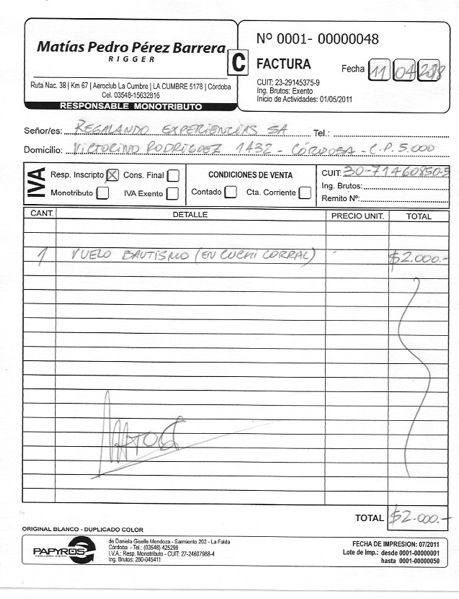 Matías Pedro Pérez Barrera
RIGGER
Ruta Nac. 38 | Km 67 | Aeroclub La Cumbre | LA CUMBRE 5178 | Córdoba
Cel. 03548-15632816
RESPONSABLE MONOTRIBUTO
C
Nº 0001- 00000048
FACTURA
Fecha 11 04
CUIT: 23-29145375-9
Ing. Brutos: Exento
Inicio de Actividades: 01/05/2011
Señor/es: REGALANDO EXPERIENCIAS SA Tel.:
Domicilio: VICTORINO RODRIGUEZ 1432 - CÓRDOBA - C.P. 5.000
IVA
Resp. Inscripto X Cons. Final
Monotributo IVA Exento
CONDICIONES DE VENTA
Contado Cta. Corriente
CUIT: 30-71460850-5
Ing. Brutos:
Remito Nº:
CANT. DETALLE PRECIO UNIT. TOTAL
1 VUELO BAUTISMO (EN CUCHI CORRAL) $2.000.-
TOTAL $2.000.-
ORIGINAL BLANCO - DUPLICADO COLOR
PAPYROS
de Daniela Giselle Mendoza - Sarmiento 202 - La Falda
Córdoba - Tel.: (03548) 425299
I.V.A.: Resp. Monotributo - CUIT: 27-24607988-4
Ing. Brutos: 280-045411
FECHA DE IMPRESION: 07/2011
Lote de Imp.: desde 0001-00000001
hasta 0001-00000050